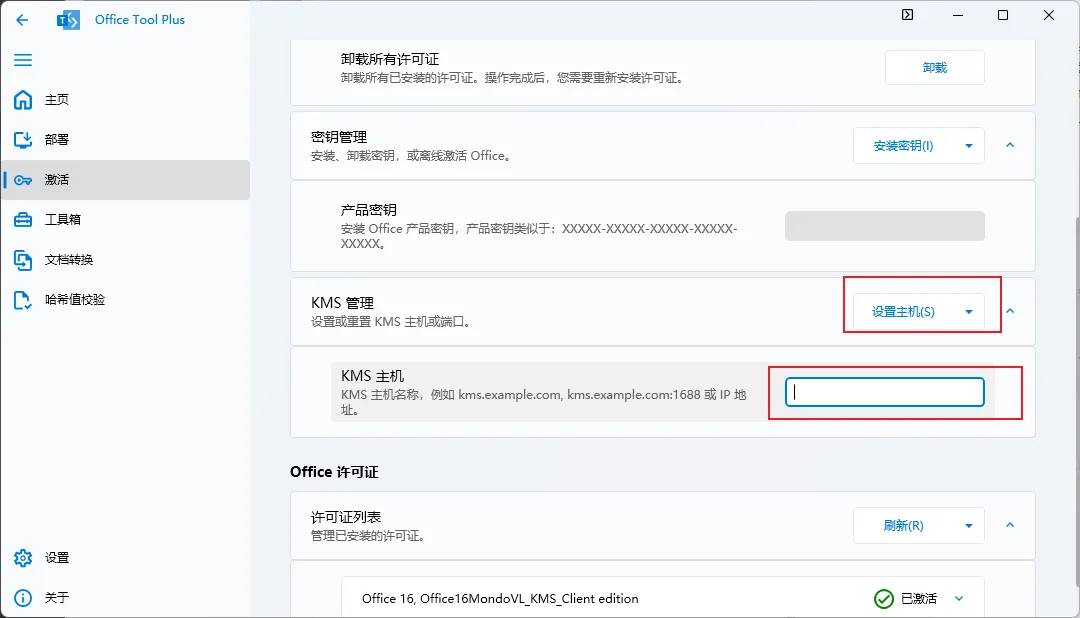 Office Tool Plus
主页
部署
激活
工具箱
文档转换
哈希值校验
设置
关于
卸载所有许可证
卸载所有已安装的许可证。操作完成后，您需要重新安装许可证。
卸载
密钥管理
安装、卸载密钥，或离线激活 Office。
安装密钥(I)
产品密钥
安装 Office 产品密钥，产品密钥类似于：XXXXX-XXXXX-XXXXX-XXXXX-
XXXXX。
KMS 管理
设置或重置 KMS 主机或端口。
设置主机(S)
KMS 主机
KMS 主机名称，例如 kms.example.com, kms.example.com:1688 或 IP 地
址。
Office 许可证
许可证列表
管理已安装的许可证。
刷新(R)
Office 16, Office16MondoVL_KMS_Client edition
已激活